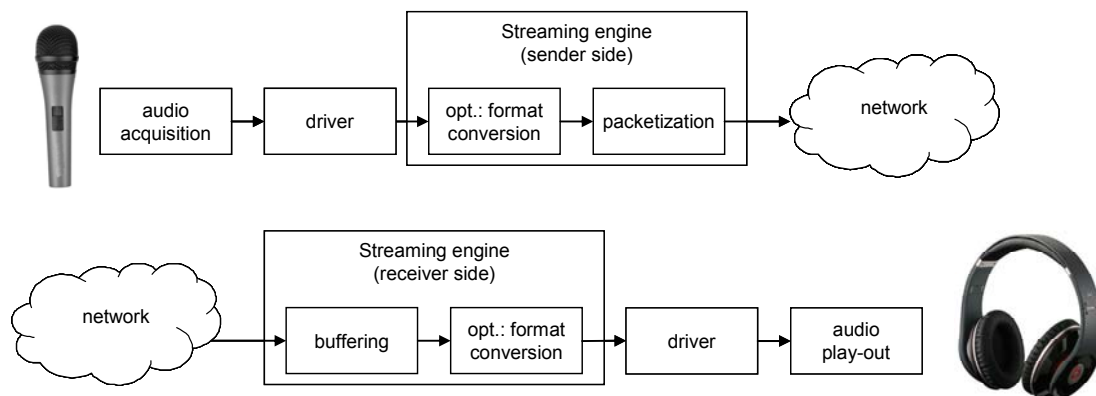 Streaming engine
(sender side)
audio
acquisition
driver
opt.: format
conversion
packetization
network
Streaming engine
(receiver side)
network
buffering
opt.: format
conversion
driver
audio
play-out